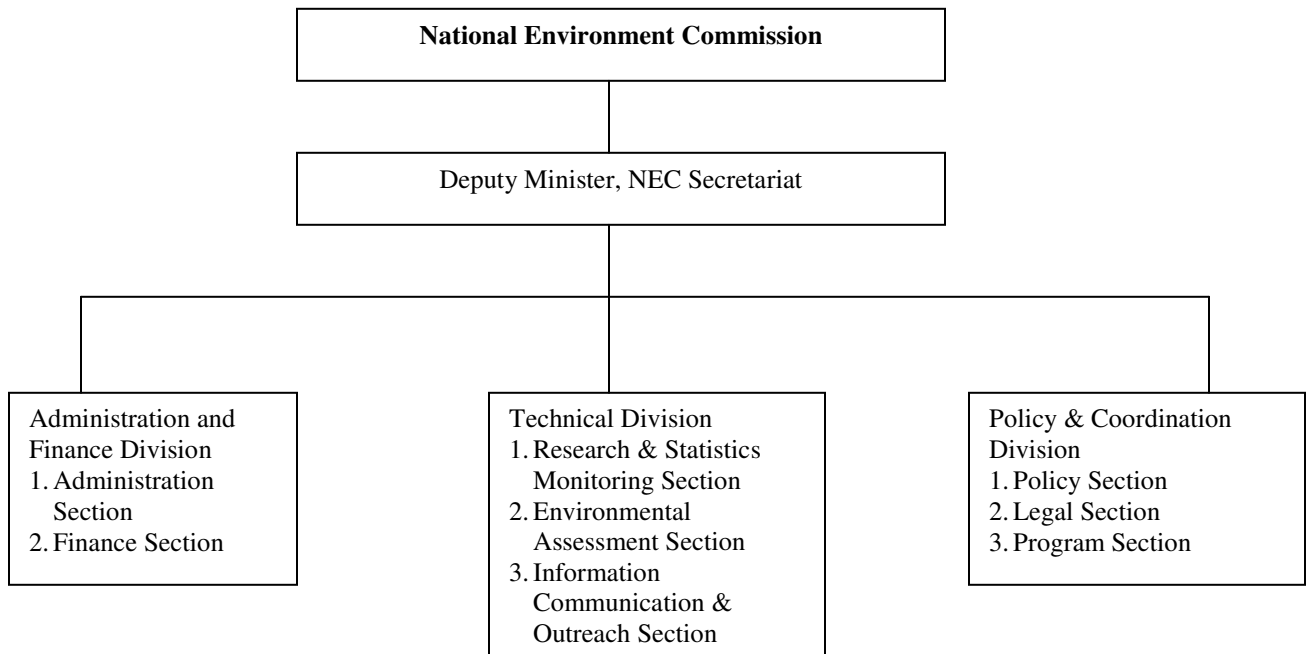 National Environment Commission
Deputy Minister, NEC Secretariat
Administration and
Finance Division
1. Administration
Section
2. Finance Section
Technical Division
1. Research & Statistics
Monitoring Section
2. Environmental
Assessment Section
3. Information
Communication &
Outreach Section
Policy & Coordination
Division
1. Policy Section
2. Legal Section
3. Program Section